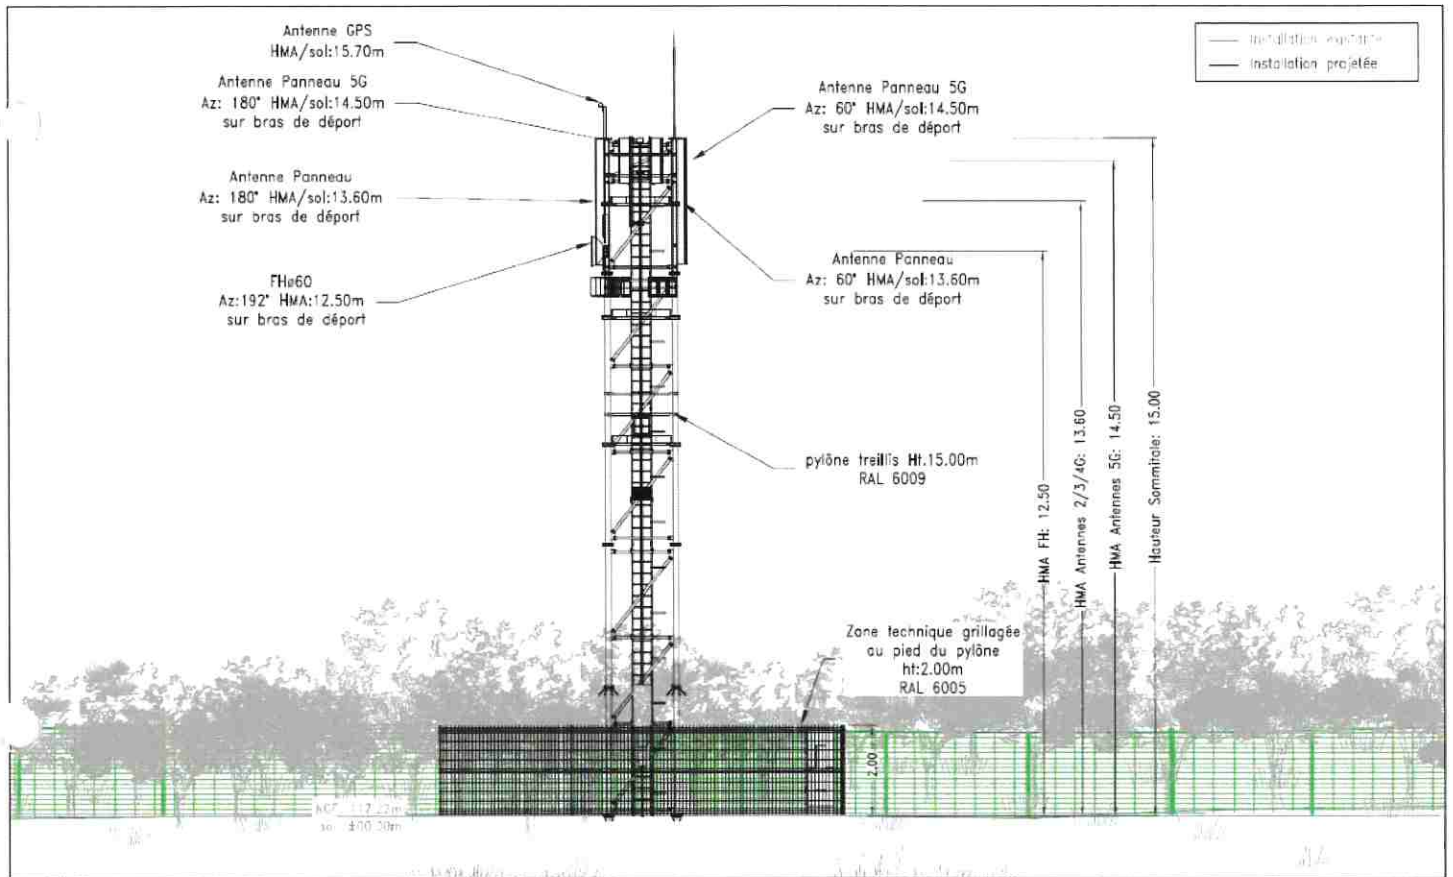 Antenne GPS
HMA/sol:15.70m
Antenne Panneau 5G
Az: 180° HMA/sol:14.50m
sur bras de déport
Antenne Panneau
Az: 180° HMA/sol:13.60m
sur bras de déport
FHø60
Az:192° HMA:12.50m
sur bras de déport
Installation existante
Installation projetée
Antenne Panneau 5G
Az: 60° HMA/sol:14.50m
sur bras de déport
Antenne Panneau
Az: 60° HMA/sol:13.60m
sur bras de déport
pylône treillis Ht.15.00m
RAL 6009
HMA FH: 12.50
HMA Antennes 2/3/4G: 13.60
HMA Antennes 5G: 14.50
Hauteur Sommitale: 15.00
Zone technique grillagée
au pied du pylône
ht:2.00m
RAL 6005
2.00
sol